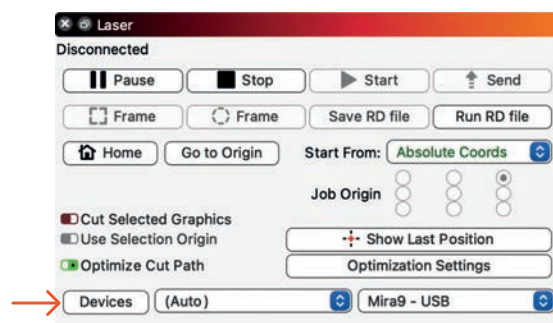 Laser
Disconnected
Pause Stop Start Send
Frame Frame Save RD file Run RD file
Home Go to Origin Start From: Absolute Coords
Job Origin
Cut Selected Graphics
Use Selection Origin Show Last Position
Optimize Cut Path Optimization Settings
Devices (Auto) Mira9 - USB